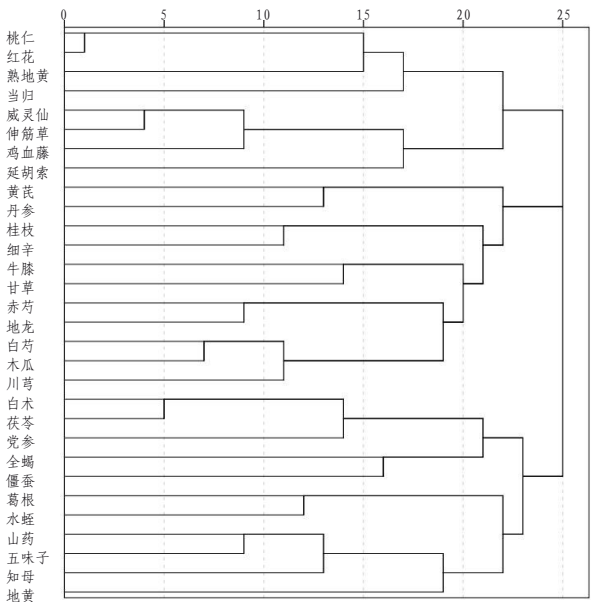 0 5 10 15 20 25
桃仁
红花
熟地黄
当归
威灵仙
伸筋草
鸡血藤
延胡索
黄芪
丹参
桂枝
细辛
牛膝
甘草
赤芍
地龙
白芍
木瓜
川芎
白术
茯苓
党参
全蝎
僵蚕
葛根
水蛭
山药
五味子
知母
地黄